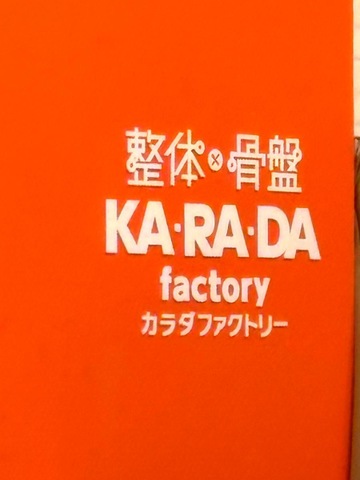 整体×骨盤
KA·RA·DA
factory
カラダファクトリー